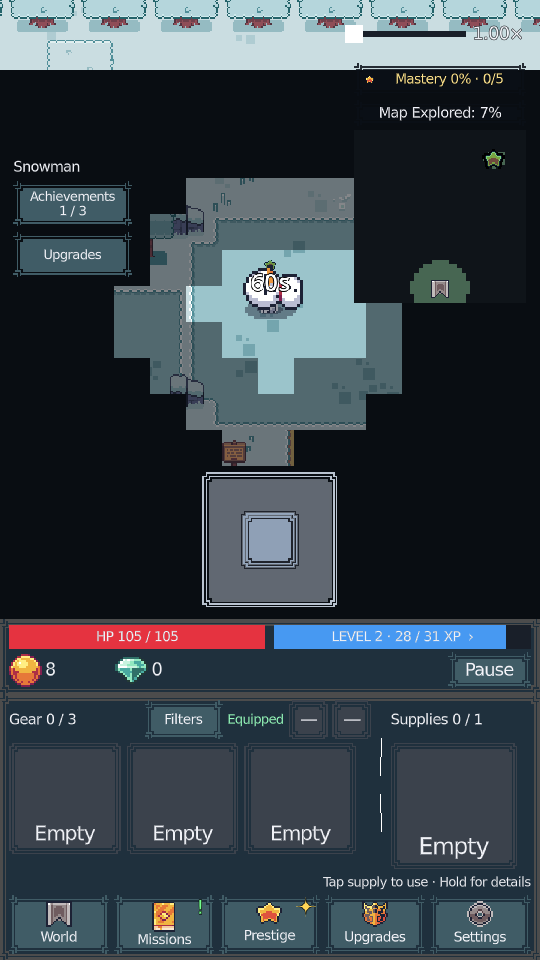 1.00×
Mastery 0% · 0/5
Map Explored: 7%
Snowman
Achievements
1 / 3
Upgrades
60s.
HP 105 / 105
LEVEL 2 · 28 / 31 XP ›
8
0
Pause
Gear 0 / 3
Filters
Equipped
—
—
Supplies 0 / 1
Empty
Empty
Empty
Empty
Tap supply to use · Hold for details
World
Missions
Prestige
Upgrades
Settings